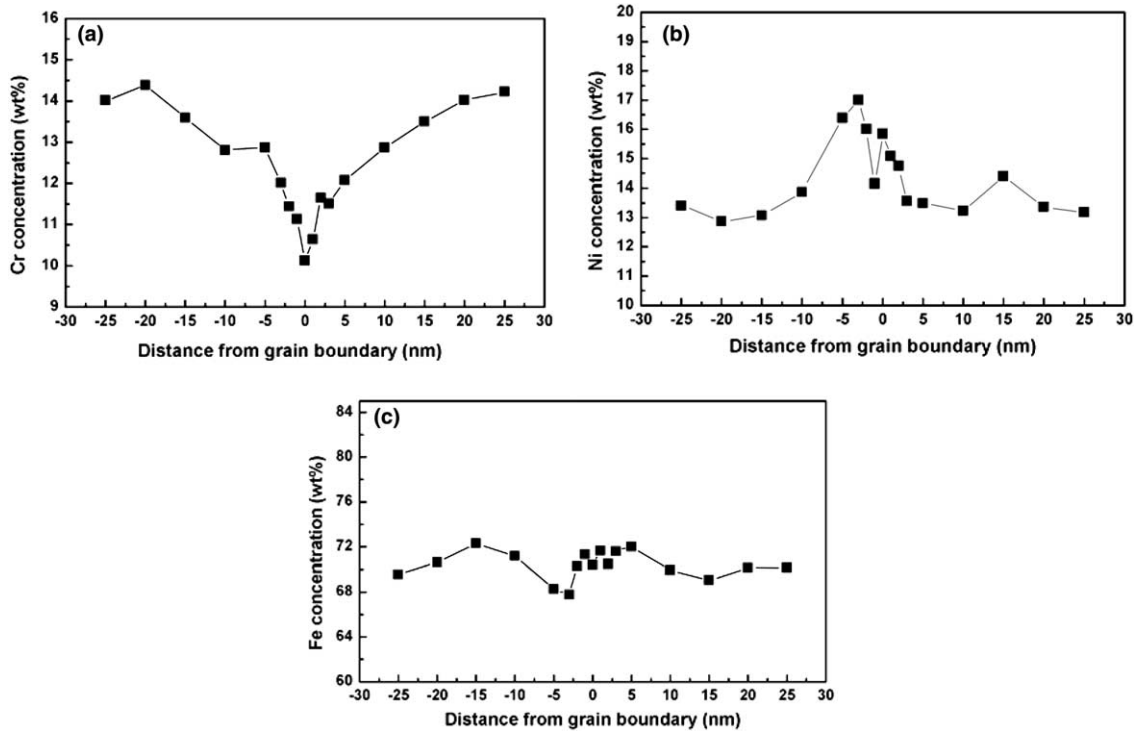 (a)
Cr concentration (wt%)
16
15
14
13
12
11
10
9
-30 -25 -20 -15 -10 -5 0 5 10 15 20 25 30
Distance from grain boundary (nm)
(b)
Ni concentration (wt%)
20
19
18
17
16
15
14
13
12
11
10
-30 -25 -20 -15 -10 -5 0 5 10 15 20 25 30
Distance from grain boundary (nm)
(c)
Fe concentration (wt%)
84
80
76
72
68
64
60
-30 -25 -20 -15 -10 -5 0 5 10 15 20 25 30
Distance from grain boundary (nm)